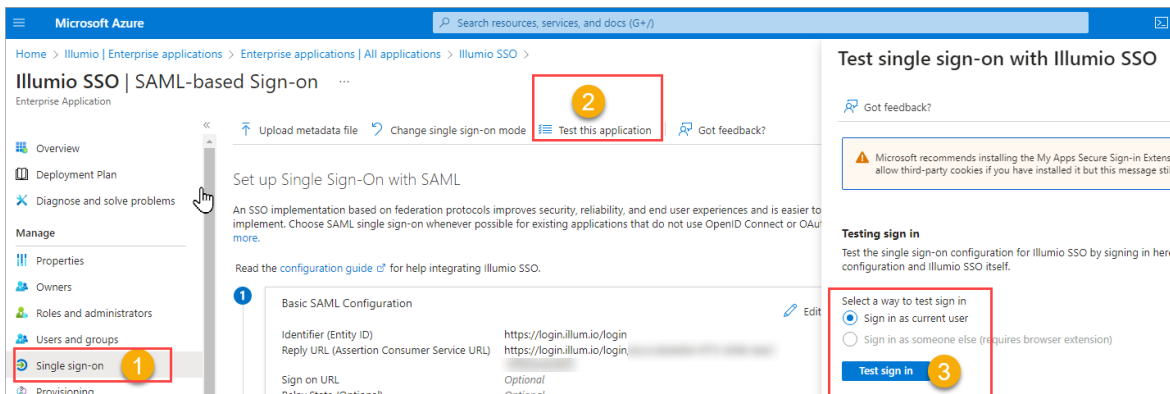 Microsoft Azure
Search resources, services, and docs (G+/)
Home > Illumio | Enterprise applications > Enterprise applications | All applications > Illumio SSO >
Illumio SSO | SAML-based Sign-on ...
Enterprise Application
«
Upload metadata file Change single sign-on mode Test this application Got feedback?
2
Overview
Deployment Plan
Diagnose and solve problems
Manage
Properties
Owners
Roles and administrators
Users and groups
Single sign-on
1
Provisioning
Set up Single Sign-On with SAML
An SSO implementation based on federation protocols improves security, reliability, and end user experiences and is easier to
implement. Choose SAML single sign-on whenever possible for existing applications that do not use OpenID Connect or OAu
more.
Read the configuration guide for help integrating Illumio SSO.
1
Basic SAML Configuration
Edit
Identifier (Entity ID) https://login.illum.io/login
Reply URL (Assertion Consumer Service URL) https://login.illum.io/login
Sign on URL Optional
Relay State (Optional) Optional
Test single sign-on with Illumio SSO
Got feedback?
Microsoft recommends installing the My Apps Secure Sign-in Extens
allow third-party cookies if you have installed it but this message sti
Testing sign in
Test the single sign-on configuration for Illumio SSO by signing in here
configuration and Illumio SSO itself.
Select a way to test sign in
Sign in as current user
Sign in as someone else (requires browser extension)
Test sign in
3